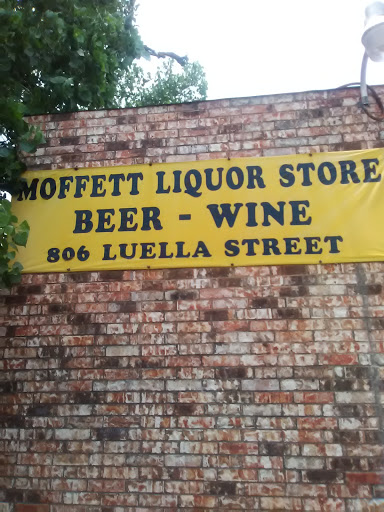 MOFFETT LIQUOR STORE
BEER - WINE
806 LUELLA STREET